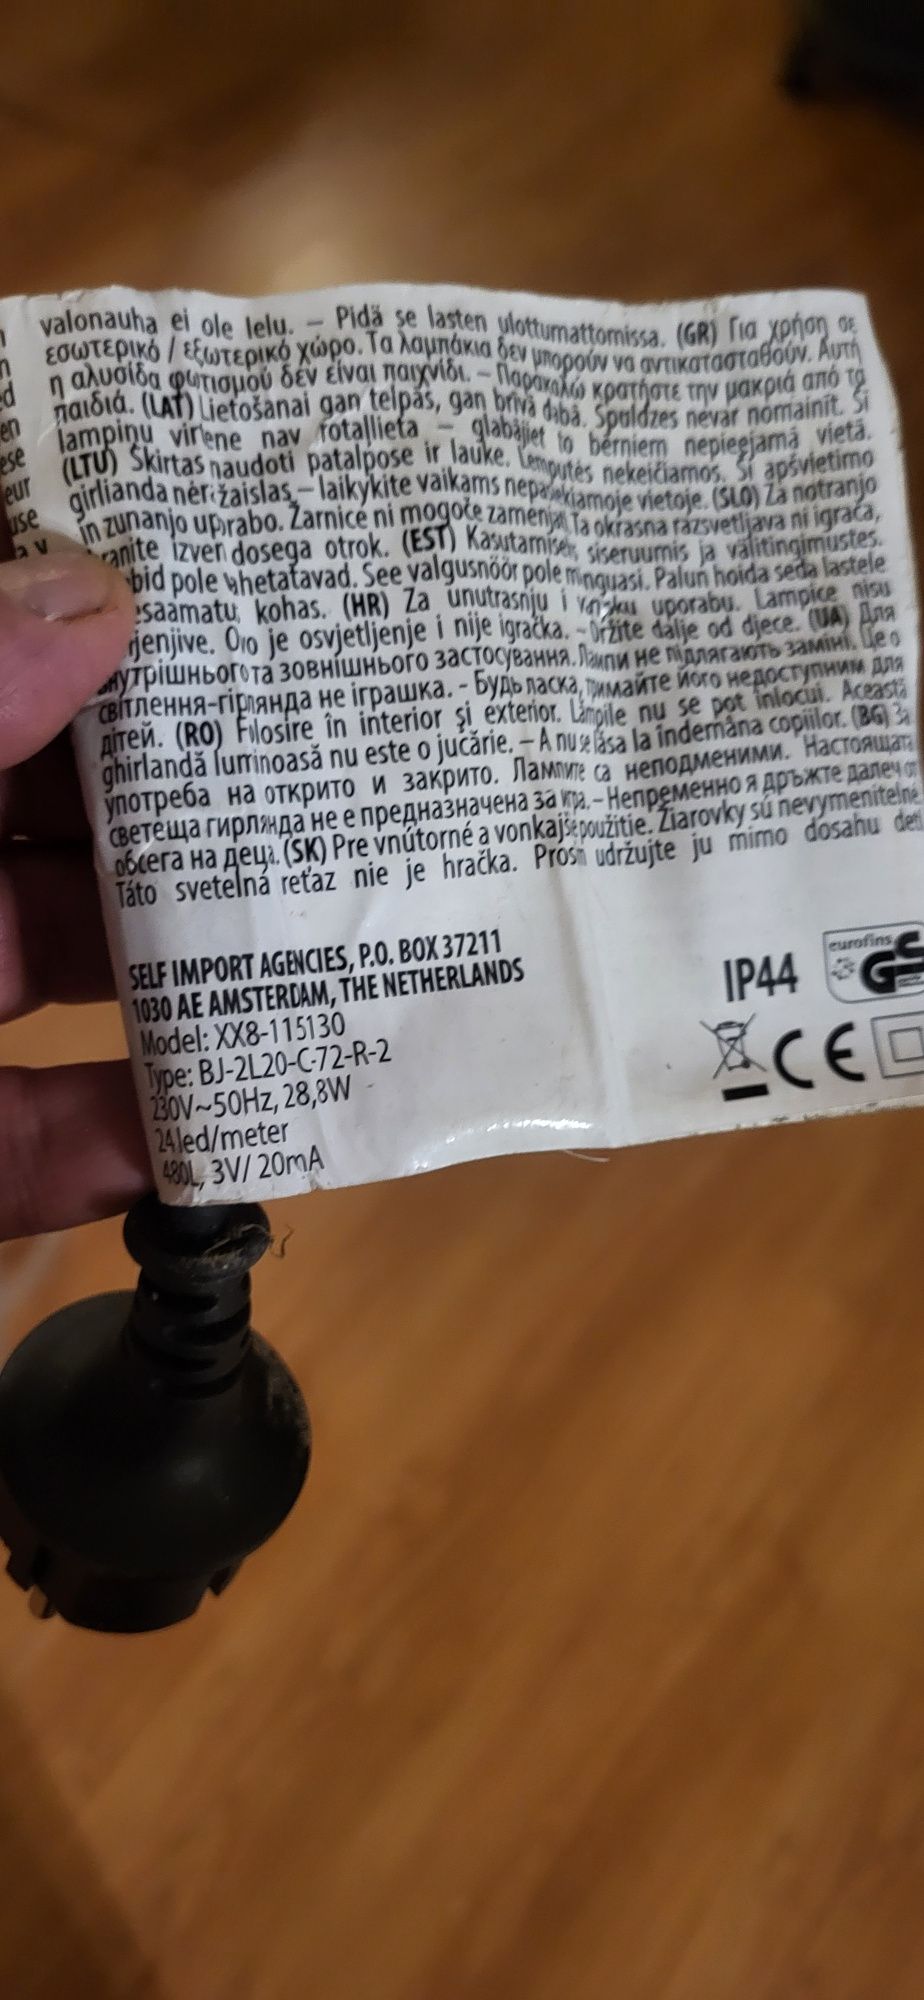 valonauha ei ole lelu. – Pidä se lasten ulottumattomissa. (GR) Για χρήση σε
εσωτερικό / εξωτερικό χώρο. Τα λαμπάκια δεν μπορούν να αντικατασταθούν. Αυτή
η αλυσίδα φωτισμού δεν είναι παιχνίδι. – Παρακαλώ κρατήστε την μακριά από τα
παιδιά. (LAT) Lietošanai gan telpās, gan brīvā dabā. Spuldzes nevar nomainīt. Šī
lampiņu virtene nav rotaļlieta – glabājiet to bērniem nepieejamā vietā.
(LTU) Skirtas naudoti patalpose ir lauke. Lemputės nekeičiamos. Ši apšvietimo
girlianda nėra žaislas – laikykite vaikams nepasiekiamoje vietoje. (SLO) Za notranjo
in zunanjo uporabo. Žarnice ni mogoče zamenjati. Ta okrasna razsvetljava ni igrača,
hranite izven dosega otrok. (EST) Kasutamiseks siseruumis ja välitingimustes.
pole vahetatavad. See valgusnöör pole mänguasi. Palun hoida seda lastele
kohas. (HR) Za unutrasnju i vanjsku uporabu. Lampice nisu
Ovo je osvjetljenje i nije igračka. – Držite dalje od djece. (UA) Для
внутрішнього та зовнішнього застосування. Лампи не підлягають заміні. Це о
світлення-гірлянда не іграшка. - Будь ласка, тримайте його недоступним для
дітей. (RO) Filosire în interior şi exterior. Lămpile nu se pot înlocui. Această
ghirlandă luminoasă nu este o jucărie. – A nu se lăsa la îndemâna copiilor. (BG) За
употреба на открито и закрито. Лампите са неподменими. Настоящата
светеща гирлянда не е предназначена за игра. – Непременно я дръжте далеч от
обсега на деца. (SK) Pre vnútorné a vonkajšie použitie. Žiarovky sú nevymeniteľné
Táto svetelná reťaz nie je hračka. Prosím udržujte ju mimo dosahu detí
SELF IMPORT AGENCIES, P.O. BOX 37211
1030 AE AMSTERDAM, THE NETHERLANDS
Model: XX8-115130
Type: BJ-2L20-C-72-R-2
230V~50Hz, 28,8W
24led/meter
480L, 3V/ 20mA
IP44
eurofins
GS
CE